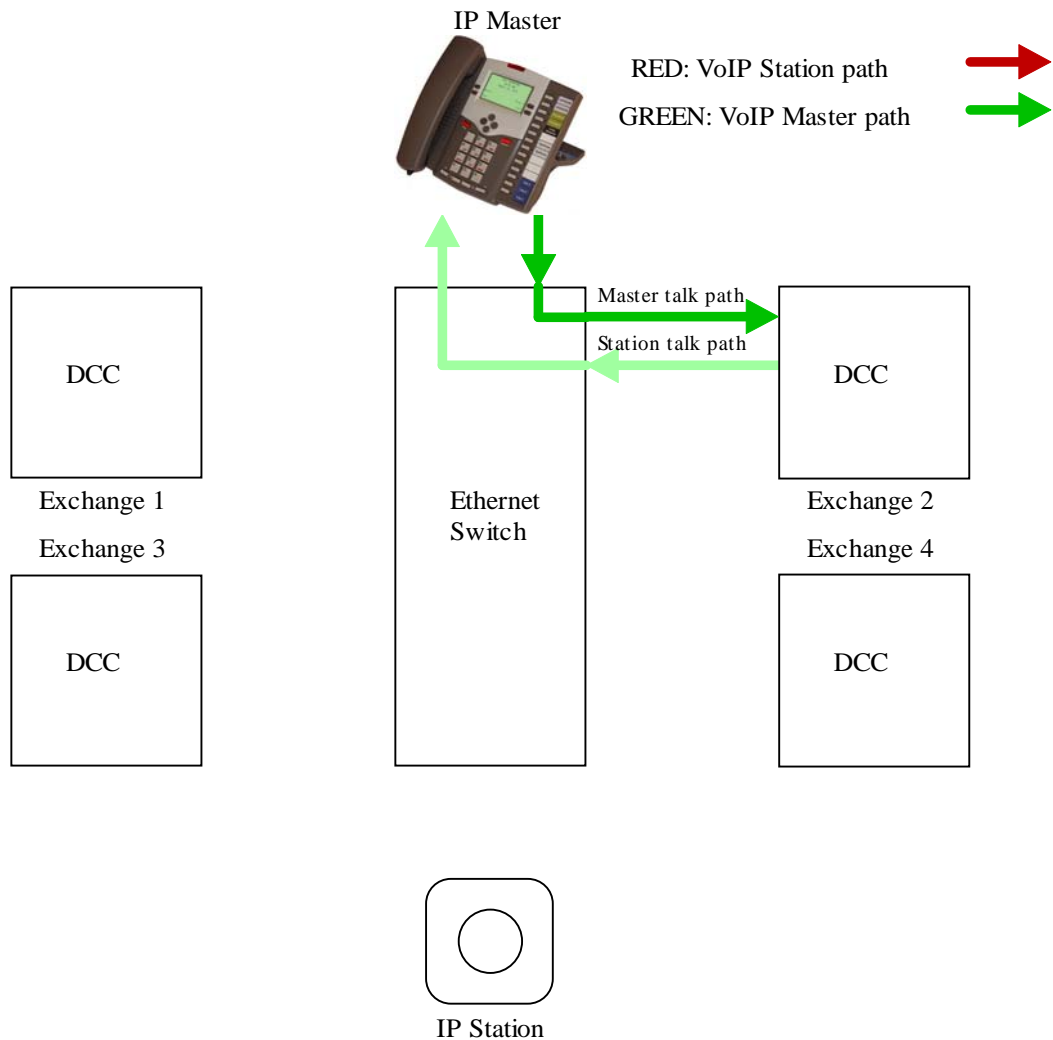 IP Master
RED: VoIP Station path
GREEN: VoIP Master path
Master talk path
Station talk path
DCC
DCC
Exchange 1
Ethernet
Switch
Exchange 2
Exchange 3
Exchange 4
DCC
DCC
IP Station